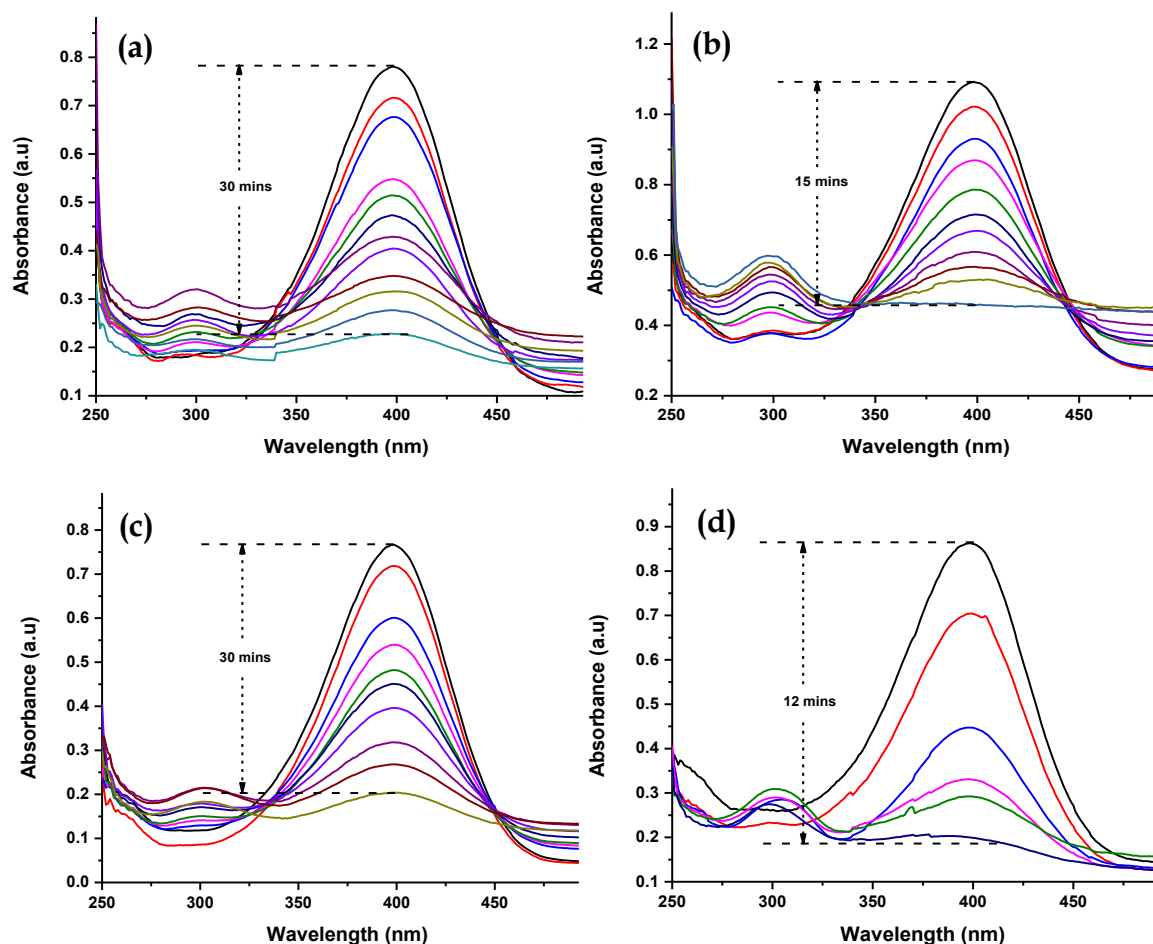 (a)
Absorbance (a.u)
0.8
0.7
0.6
0.5
0.4
0.3
0.2
0.1
30 mins
250 300 350 400 450
Wavelength (nm)
(b)
Absorbance (a.u)
1.2
1.0
0.8
0.6
0.4
0.2
15 mins
250 300 350 400 450
Wavelength (nm)
(c)
Absorbance (a.u)
0.8
0.7
0.6
0.5
0.4
0.3
0.2
0.1
0.0
30 mins
250 300 350 400 450
Wavelength (nm)
(d)
Absorbance (a.u)
0.9
0.8
0.7
0.6
0.5
0.4
0.3
0.2
0.1
12 mins
250 300 350 400 450
Wavelength (nm)